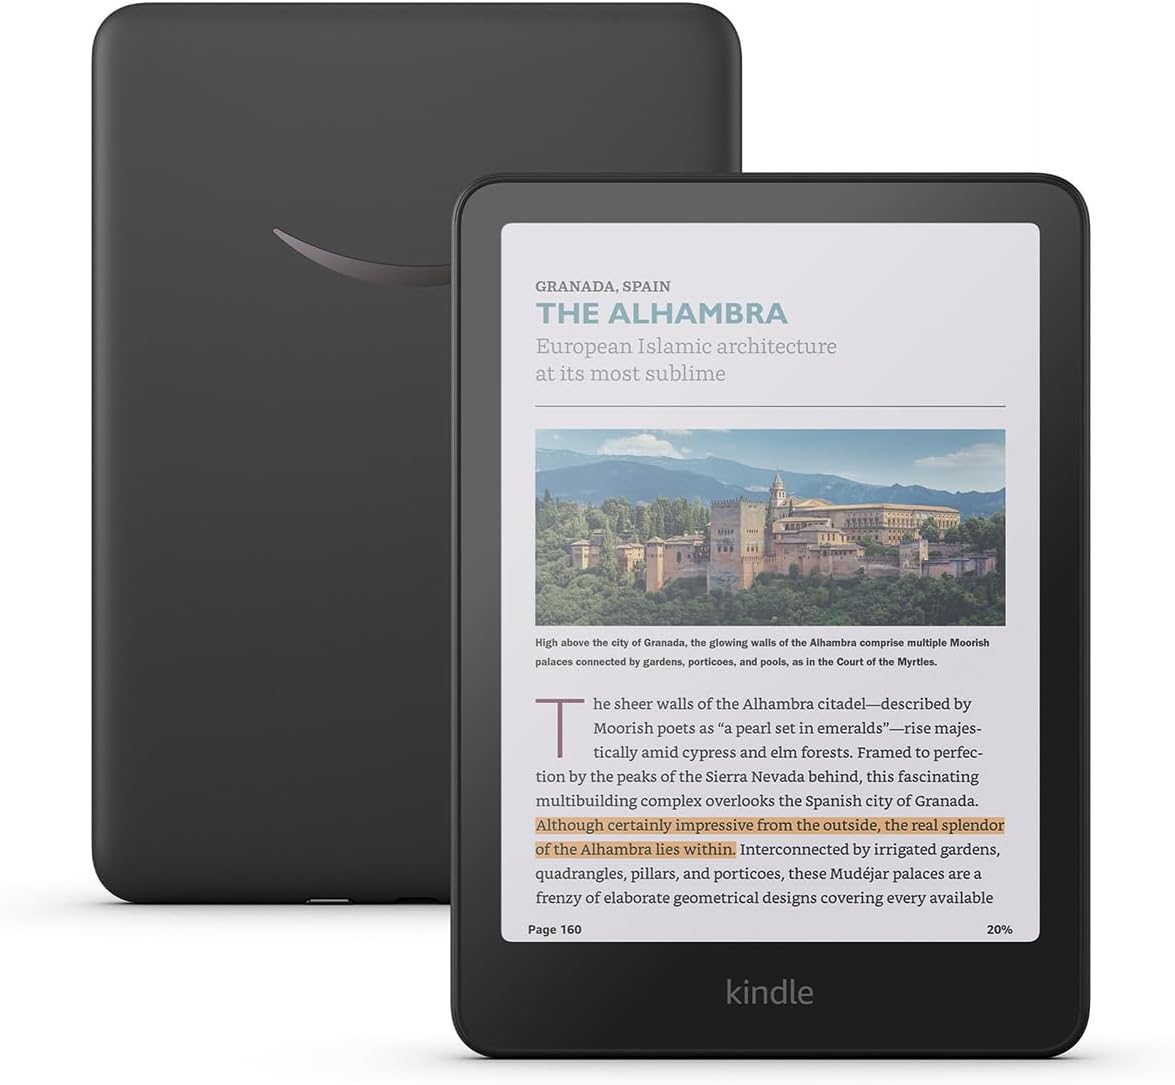 GRANADA, SPAIN
THE ALHAMBRA
European Islamic architecture
at its most sublime
High above the city of Granada, the glowing walls of the Alhambra comprise multiple Moorish
palaces connected by gardens, porticoes, and pools, as in the Court of the Myrtles.
The sheer walls of the Alhambra citadel—described by
Moorish poets as “a pearl set in emeralds”—rise majes-
tically amid cypress and elm forests. Framed to perfec-
tion by the peaks of the Sierra Nevada behind, this fascinating
multibuilding complex overlooks the Spanish city of Granada.
Although certainly impressive from the outside, the real splendor
of the Alhambra lies within. Interconnected by irrigated gardens,
quadrangles, pillars, and porticoes, these Mudéjar palaces are a
frenzy of elaborate geometrical designs covering every available
Page 160 20%
kindle